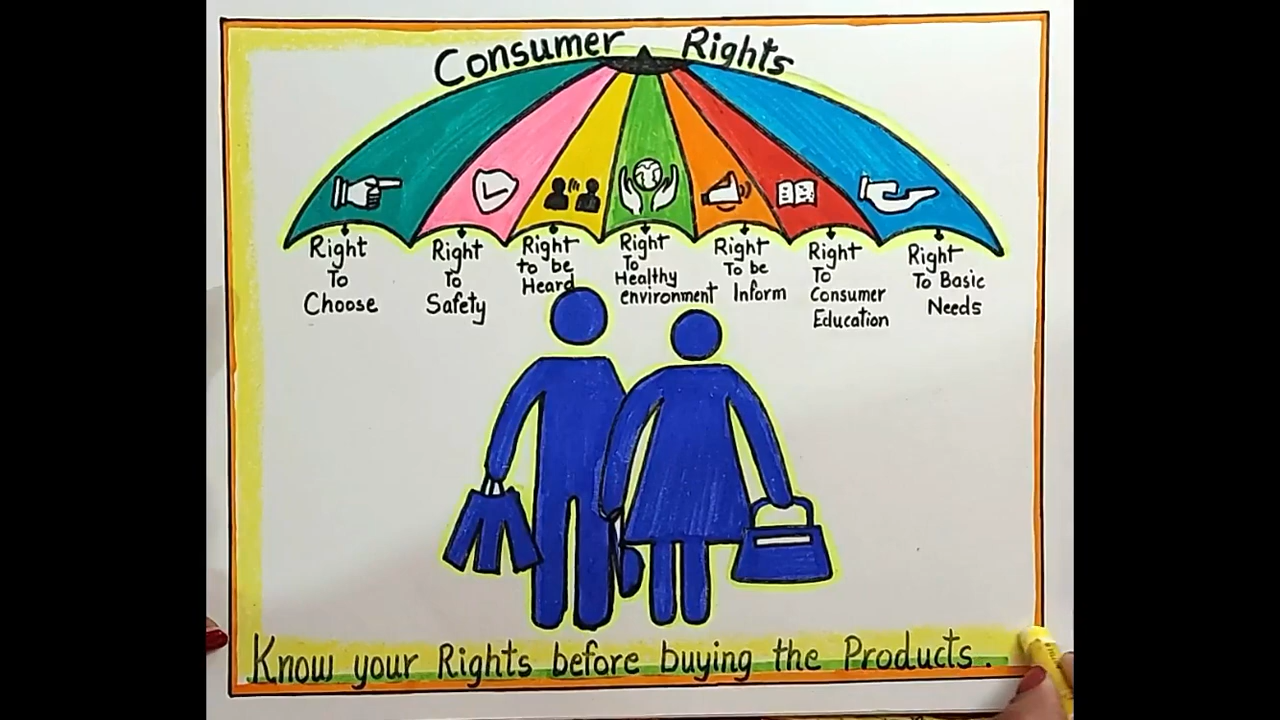 Consumer Rights
Right
To
Choose
Right
To
Safety
Right
to be
Heard
Right
To
Healthy
environment
Right
To be
Inform
Right
To
Consumer
Education
Right
To Basic
Needs
Know your Rights before buying the Products.